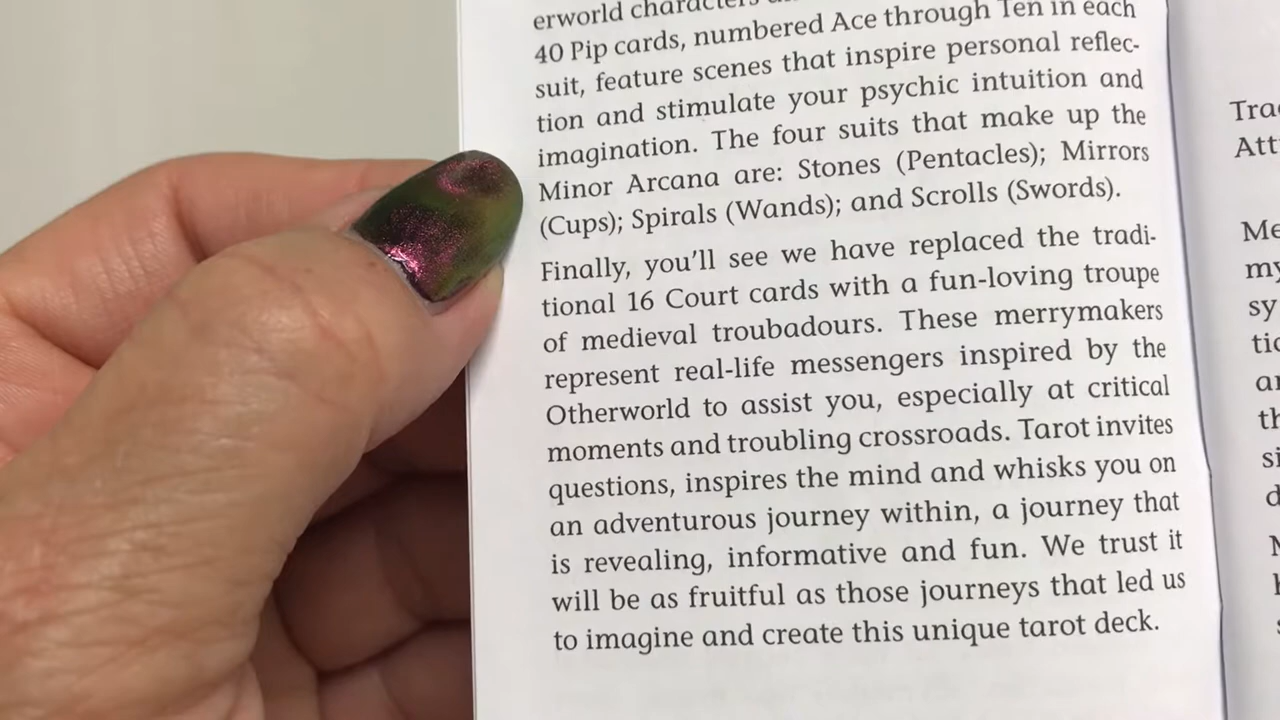 erworld characters
40 Pip cards, numbered Ace through Ten in each
suit, feature scenes that inspire personal reflec-
tion and stimulate your psychic intuition and
imagination. The four suits that make up the
Minor Arcana are: Stones (Pentacles); Mirrors
(Cups); Spirals (Wands); and Scrolls (Swords).
Finally, you'll see we have replaced the tradi-
tional 16 Court cards with a fun-loving troupe
of medieval troubadours. These merrymakers
represent real-life messengers inspired by the
Otherworld to assist you, especially at critical
moments and troubling crossroads. Tarot invites
questions, inspires the mind and whisks you on
an adventurous journey within, a journey that
is revealing, informative and fun. We trust it
will be as fruitful as those journeys that led us
to imagine and create this unique tarot deck.